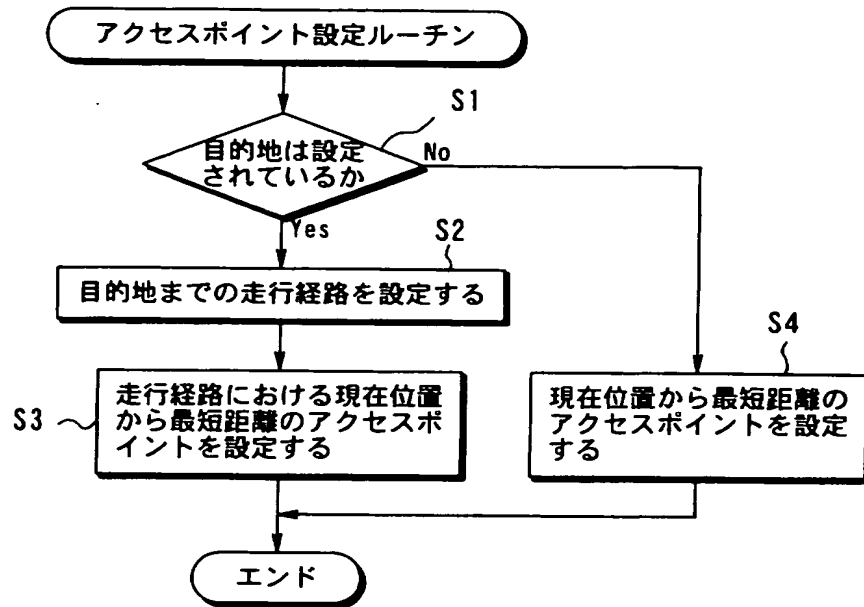 アクセスポイント設定ルーチン
S1
目的地は設定
されているか
No
Yes
S2
目的地までの走行経路を設定する
S4
S3
走行経路における現在位置
から最短距離のアクセスポ
イントを設定する
現在位置から最短距離の
アクセスポイントを設定
する
エンド